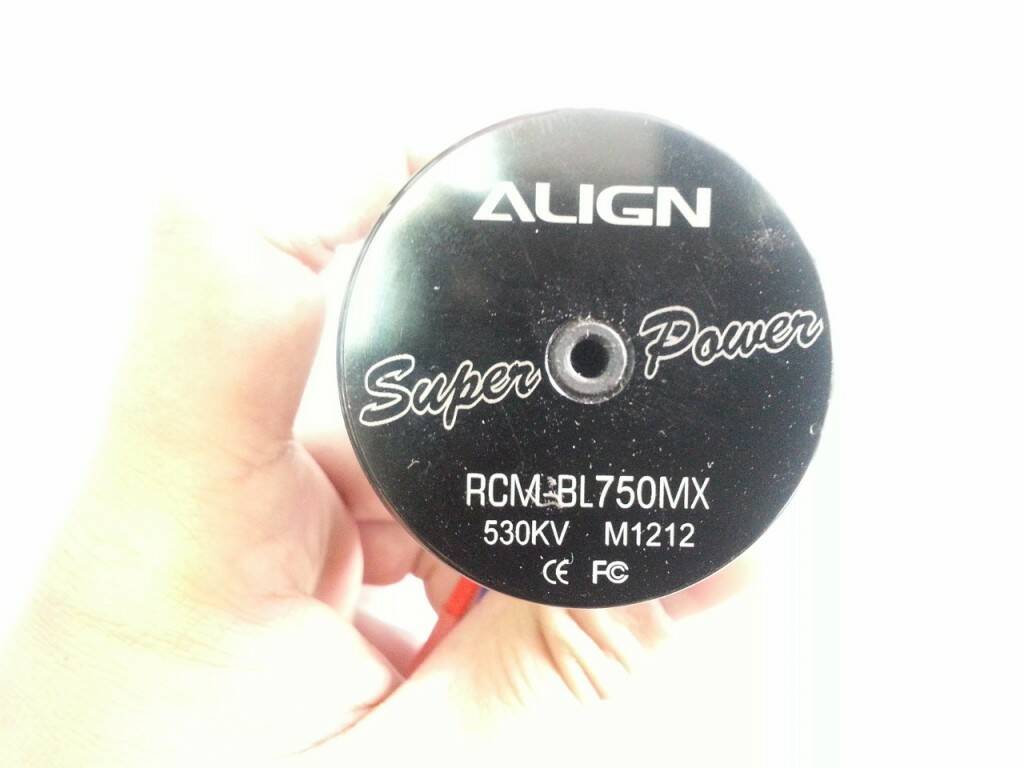 ALIGN
Super Power
RCM-BL750MX
530KV M1212
CE FC